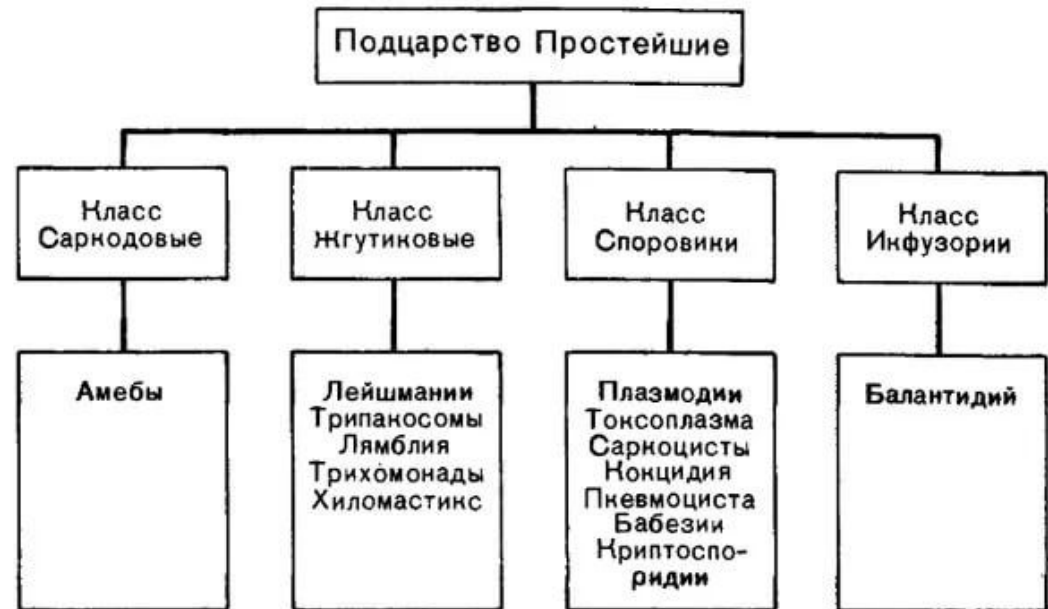 Подцарство Простейшие
Класс
Саркодовые
Класс
Жгутиковые
Класс
Споровики
Класс
Инфузории
Амебы
Лейшмании
Трипаносомы
Лямблия
Трихомонады
Хиломастикс
Плазмодии
Токсоплазма
Саркоцисты
Кокцидия
Пневмоциста
Бабезии
Криптоспо-
ридии
Балантидий